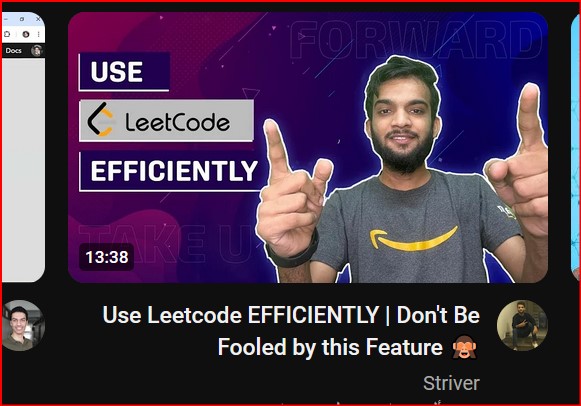 Docs
FORWARD
USE
LeetCode
EFFICIENTLY
TAKE U
13:38
Use Leetcode EFFICIENTLY | Don't Be
Fooled by this Feature 🙈
Striver